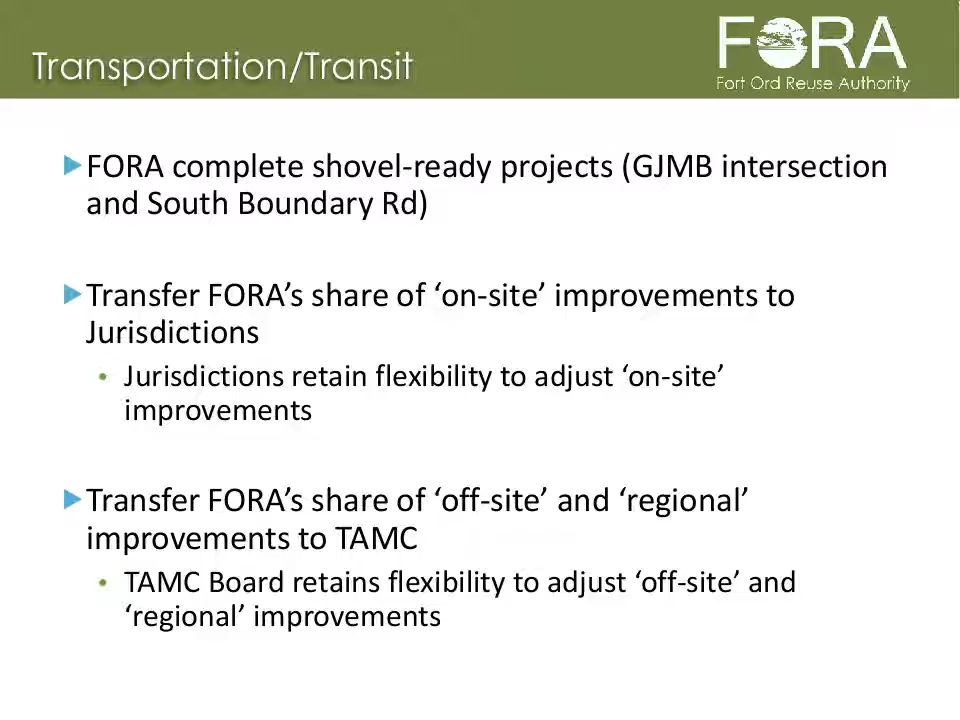 Transportation/Transit
FORA
Fort Ord Reuse Authority
FORA complete shovel-ready projects (GJMB intersection
and South Boundary Rd)
Transfer FORA’s share of ‘on-site’ improvements to
Jurisdictions
• Jurisdictions retain flexibility to adjust ‘on-site’
improvements
Transfer FORA’s share of ‘off-site’ and ‘regional’
improvements to TAMC
• TAMC Board retains flexibility to adjust ‘off-site’ and
‘regional’ improvements